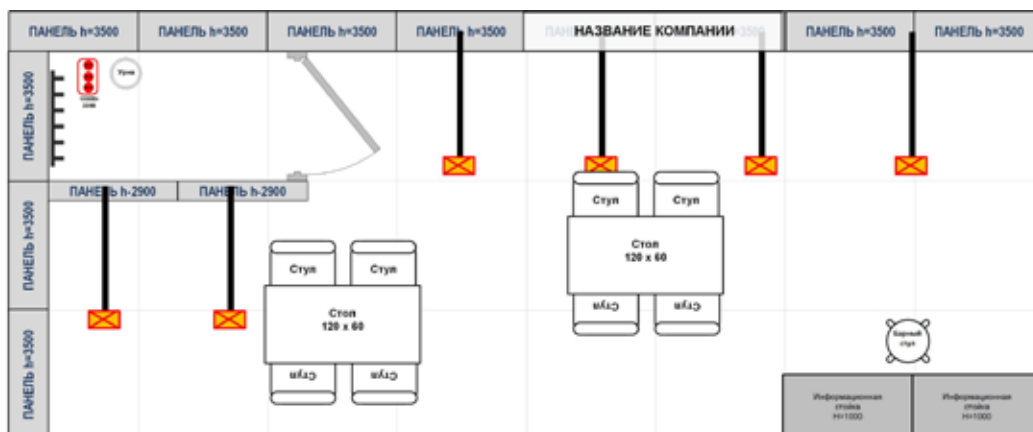 ПАНЕЛЬ h=3500
ПАНЕЛЬ h=3500
ПАНЕЛЬ h=3500
ПАНЕЛЬ h=3500
НАЗВАНИЕ КОМПАНИИ
ПАНЕЛЬ h=3500
ПАНЕЛЬ h=3500
ПАНЕЛЬ h=3500
Урна
ПАНЕЛЬ h-2900
ПАНЕЛЬ h-2900
ПАНЕЛЬ h=3500
Стул
Стул
Стол
120 x 60
Стул
Стул
Стул
Стул
Стол
120 x 60
Стул
Стул
ПАНЕЛЬ h=3500
Барный
стул
Информационная
стойка
H=1000
Информационная
стойка
H=1000